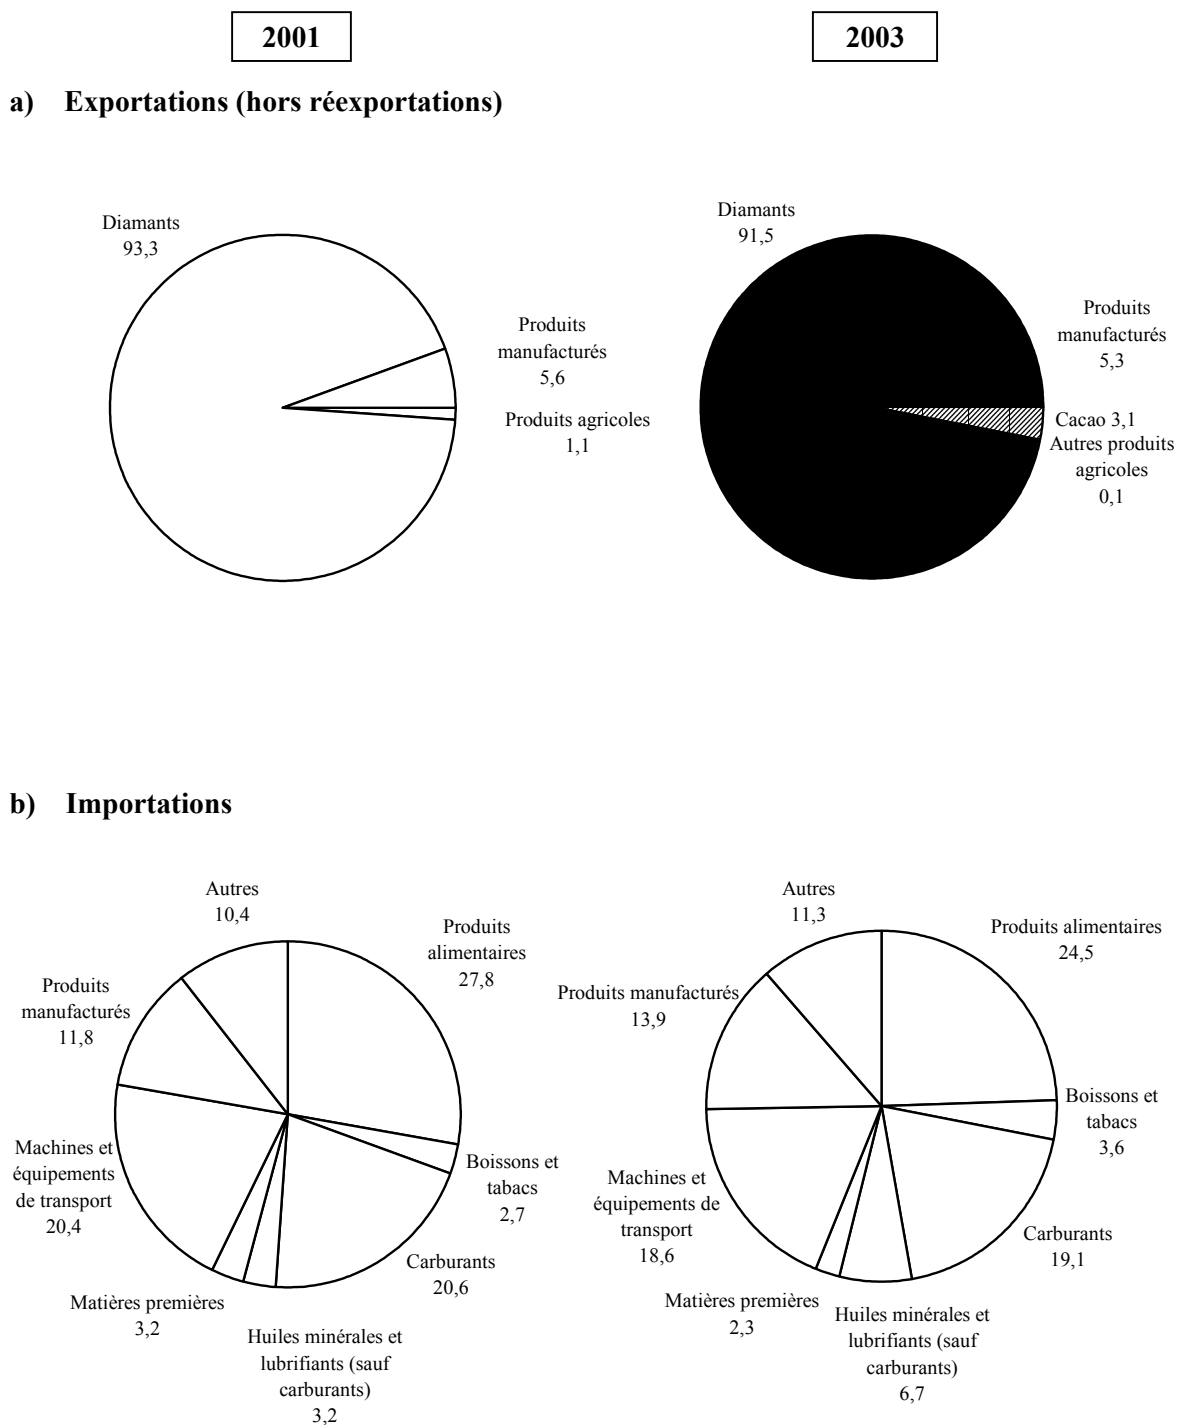 2001
2003
a) Exportations (hors réexportations)
Diamants
93,3
Produits
manufacturés
5,6
Produits agricoles
1,1
Diamants
91,5
Produits
manufacturés
5,3
Cacao 3,1
Autres produits
agricoles
0,1
b) Importations
Autres
10,4
Produits
alimentaires
27,8
Produits
manufacturés
11,8
Boissons et
tabacs
2,7
Machines et
équipements
de transport
20,4
Carburants
20,6
Matières premières
3,2
Huiles minérales et
lubrifiants (sauf
carburants)
3,2
Autres
11,3
Produits alimentaires
24,5
Produits manufacturés
13,9
Boissons et
tabacs
3,6
Machines et
équipements de
transport
18,6
Carburants
19,1
Matières premières
2,3
Huiles minérales et
lubrifiants (sauf
carburants)
6,7